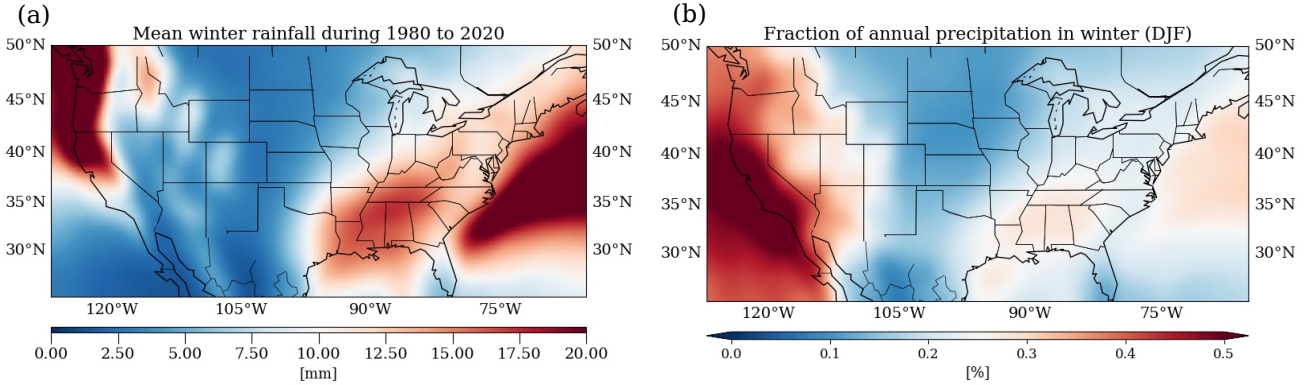 (a)
Mean winter rainfall during 1980 to 2020
50°N
45°N
40°N
35°N
30°N
50°N
45°N
40°N
35°N
30°N
120°W 105°W 90°W 75°W
0.00 2.50 5.00 7.50 10.00 12.50 15.00 17.50 20.00
[mm]
(b)
Fraction of annual precipitation in winter (DJF)
50°N
45°N
40°N
35°N
30°N
50°N
45°N
40°N
35°N
30°N
120°W 105°W 90°W 75°W
0.0 0.1 0.2 0.3 0.4 0.5
[%]